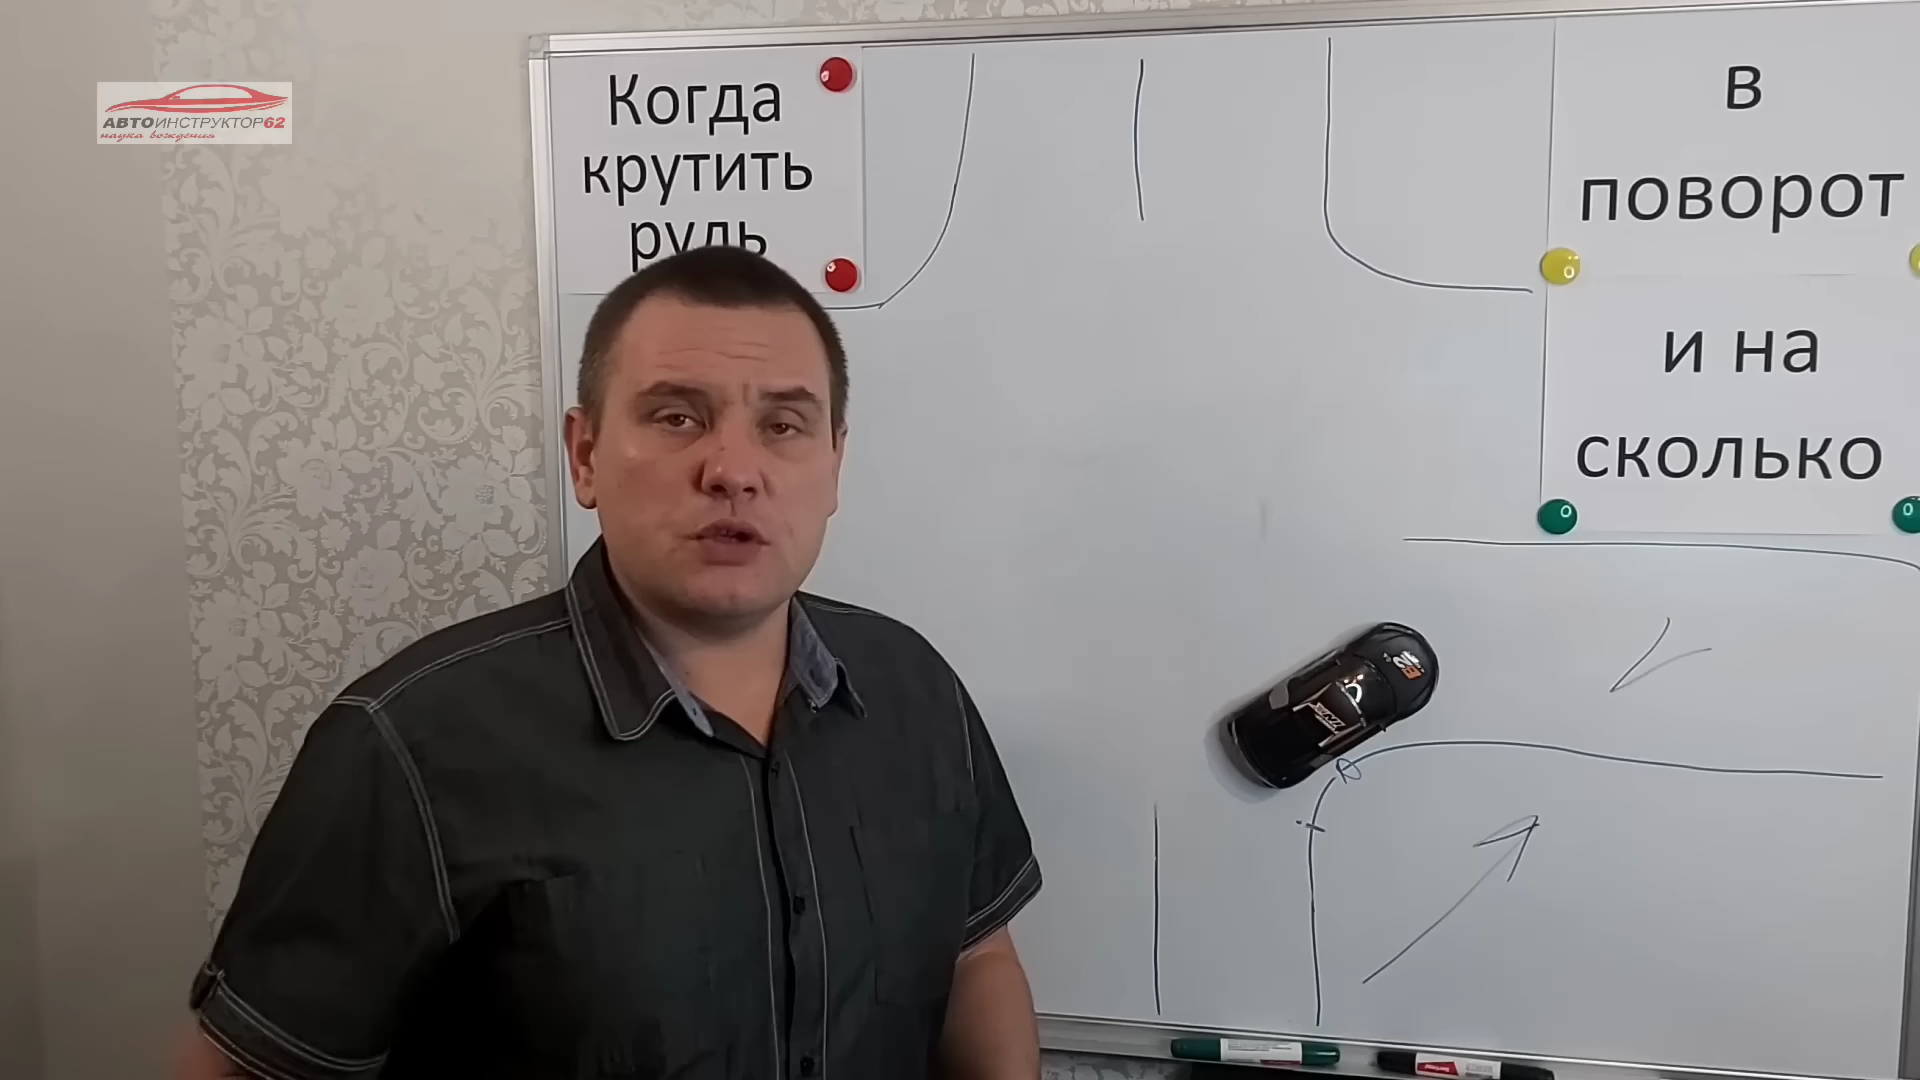 АВТОИНСТРУКТОР62
наука вождения
Когда
крутить
руль
в
поворот
и на
сколько